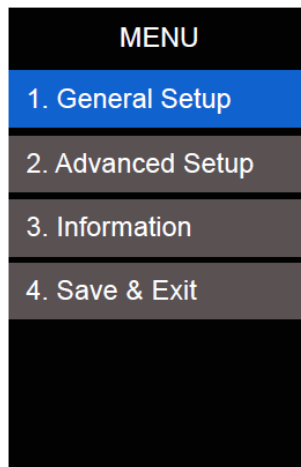 MENU
1. General Setup
2. Advanced Setup
3. Information
4. Save & Exit